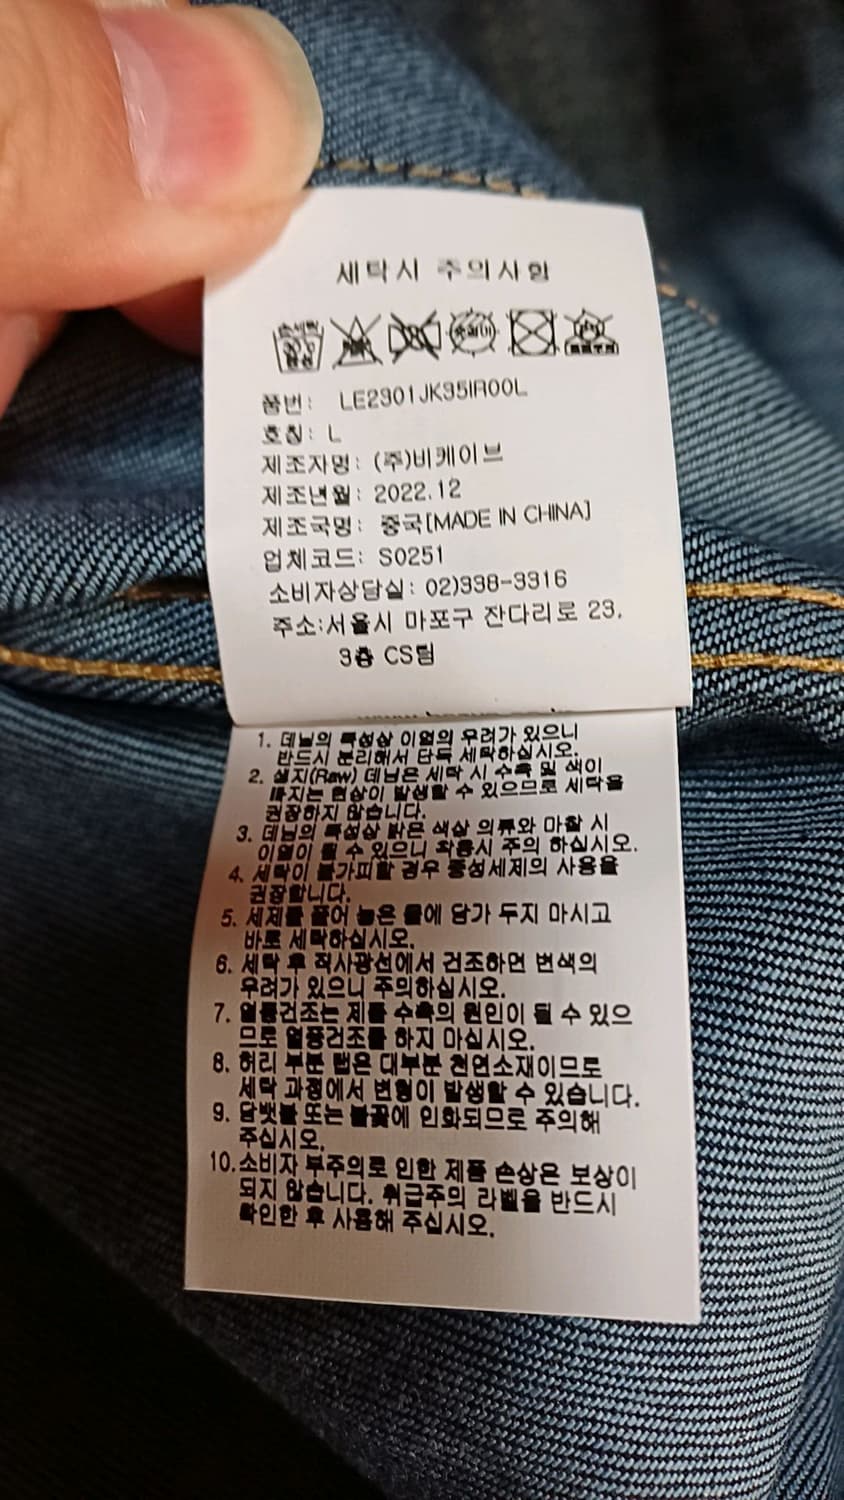 세탁시 주의사항
손세탁
중성
품번: LE2301JK35IR00L
호칭: L
제조자명: (주)비케이브
제조년월: 2022.12
제조국명: 중국[MADE IN CHINA]
업체코드: S0251
소비자상담실: 02)338-3316
주소:서울시 마포구 잔다리로 23,
3층 CS팀
1. 데님의 특성상 이염의 우려가 있으니
반드시 분리해서 단독 세탁하십시오.
2. 생지(Raw) 데님은 세탁 시 수축 및 색이
빠지는 현상이 발생할 수 있으므로 세탁을
권장하지 않습니다.
3. 데님의 특성상 밝은 색상 의류와 마찰 시
이염이 될 수 있으니 착용시 주의 하십시오.
4. 세탁이 불가피할 경우 중성세제의 사용을
권장합니다.
5. 세제를 풀어 놓은 물에 담가 두지 마시고
바로 세탁하십시오.
6. 세탁 후 직사광선에서 건조하면 변색의
우려가 있으니 주의하십시오.
7. 열풍건조는 제품 수축의 원인이 될 수 있으
므로 열풍건조를 하지 마십시오.
8. 허리 부분 탭은 대부분 천연소재이므로
세탁 과정에서 변형이 발생할 수 있습니다.
9. 담뱃불 또는 불꽃에 인화되므로 주의해
주십시오.
10.소비자 부주의로 인한 제품 손상은 보상이
되지 않습니다. 취급주의 라벨을 반드시
확인한 후 사용해 주십시오.